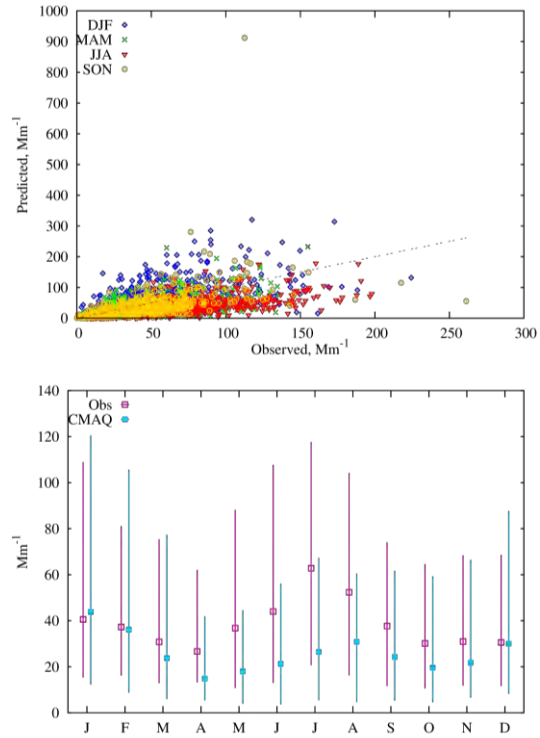 1000
900
800
700
600
500
400
300
200
100
0
Predicted, Mm-1
DJF
MAM
JJA
SON
0 50 100 150 200 250 300
Observed, Mm-1
140
120
100
80
60
40
20
0
Mm-1
Obs
CMAQ
J F M A M J J A S O N D